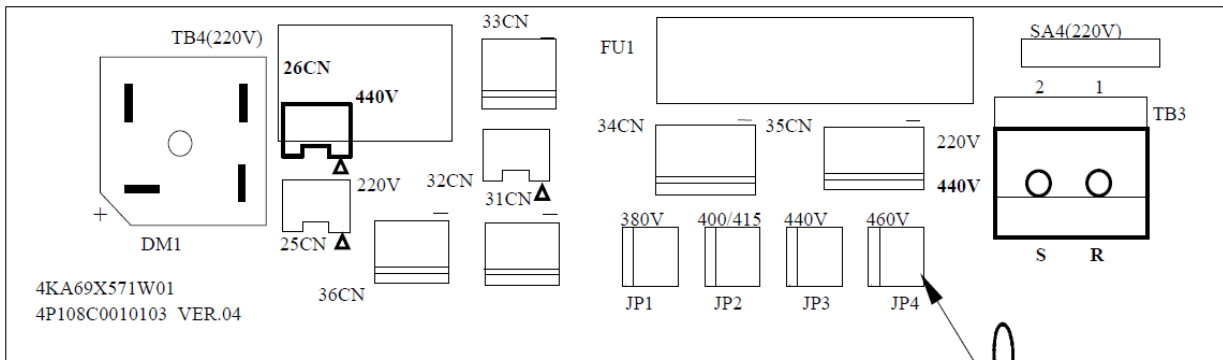 33CN
TB4(220V)
FU1
SA4(220V)
26CN
440V
2 1
TB3
34CN
35CN
220V
220V
32CN
440V
31CN
+
380V
400/415
440V
460V
DM1
25CN
S R
4KA69X571W01
36CN
JP1
JP2
JP3
JP4
4P108C0010103 VER.04